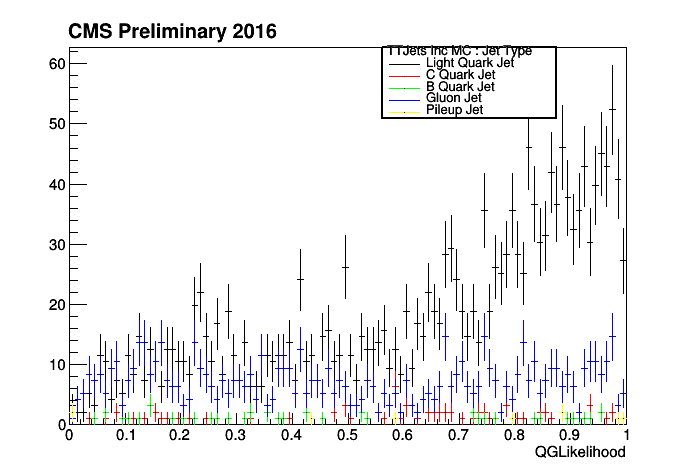 CMS Preliminary 2016
TTJets Inc MC : Jet Type
Light Quark Jet
C Quark Jet
B Quark Jet
Gluon Jet
Pileup Jet
60
50
40
30
20
10
0
0 0.1 0.2 0.3 0.4 0.5 0.6 0.7 0.8 0.9 1
QGLikelihood